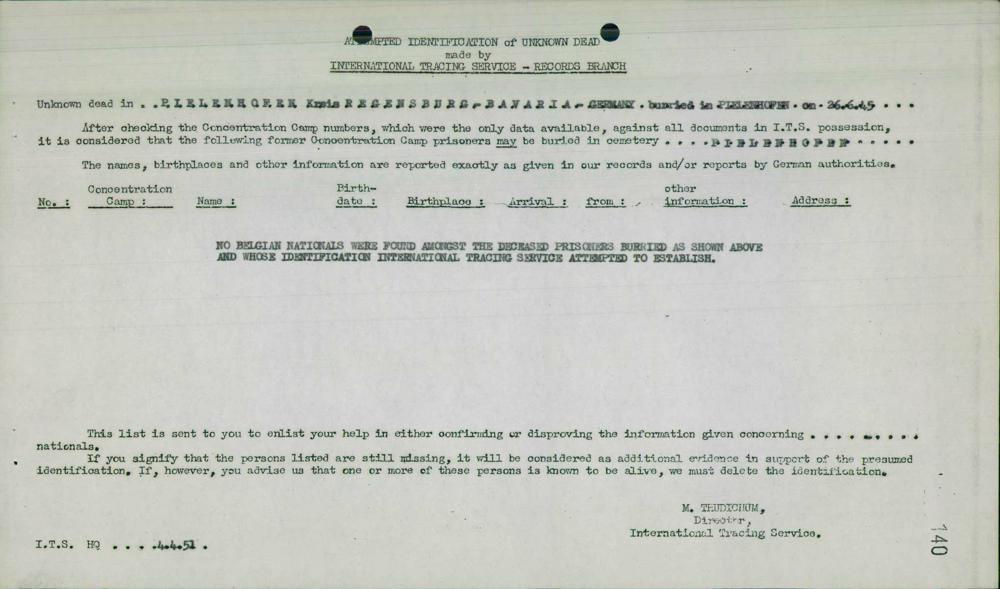 ATTEMPTED IDENTIFICATION of UNKNOWN DEAD
made by
INTERNATIONAL TRACING SERVICE - RECORDS BRANCH
Unknown dead in . . PIELENHOFEN Kreis REGENSBURG-BAVARIA - GERMANY . burried in PIELENHOFEN . on . 26.6.45 . . .
After checking the Concentration Camp numbers, which were the only data available, against all documents in I.T.S. possession,
it is considered that the following former Concentration Camp prisoners may be buried in cemetery . . . . PIELENHOFEN . . . . .
The names, birthplaces and other information are reported exactly as given in our records and/or reports by German authorities.
No. : Concentration Camp : Name : Birth-date : Birthplace : Arrival : from : other information : Address :
NO BELGIAN NATIONALS WERE FOUND AMONGST THE DECEASED PRISONERS BURRIED AS SHOWN ABOVE
AND WHOSE IDENTIFICATION INTERNATIONAL TRACING SERVICE ATTEMPTED TO ESTABLISH.
This list is sent to you to enlist your help in either confirming or disproving the information given concerning . . . . . . . .
nationals.
If you signify that the persons listed are still missing, it will be considered as additional evidence in support of the presumed
identification. If, however, you advise us that one or more of these persons is known to be alive, we must delete the identification.
M. THUDICHUM,
Director,
International Tracing Service.
I.T.S. HQ . . . .4.4.51 .
140